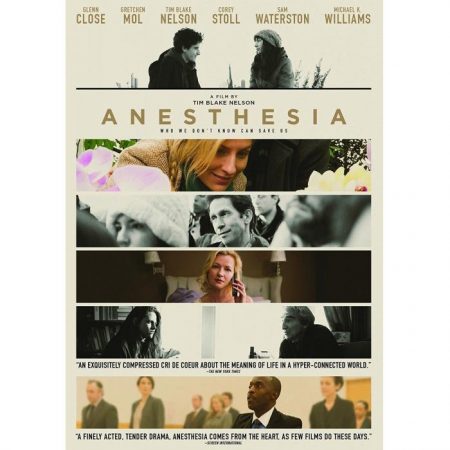 GLENN CLOSE GRETCHEN MOL TIM BLAKE NELSON COREY STOLL SAM WATERSTON MICHAEL K. WILLIAMS
A FILM BY
TIM BLAKE NELSON
ANESTHESIA
WHO WE DON'T KNOW CAN SAVE US
"AN EXQUISITELY COMPRESSED CRI DE COEUR ABOUT THE MEANING OF LIFE IN A HYPER-CONNECTED WORLD."
–THE NEW YORK TIMES
"A FINELY ACTED, TENDER DRAMA, ANESTHESIA COMES FROM THE HEART, AS FEW FILMS DO THESE DAYS."
–SCREEN INTERNATIONAL